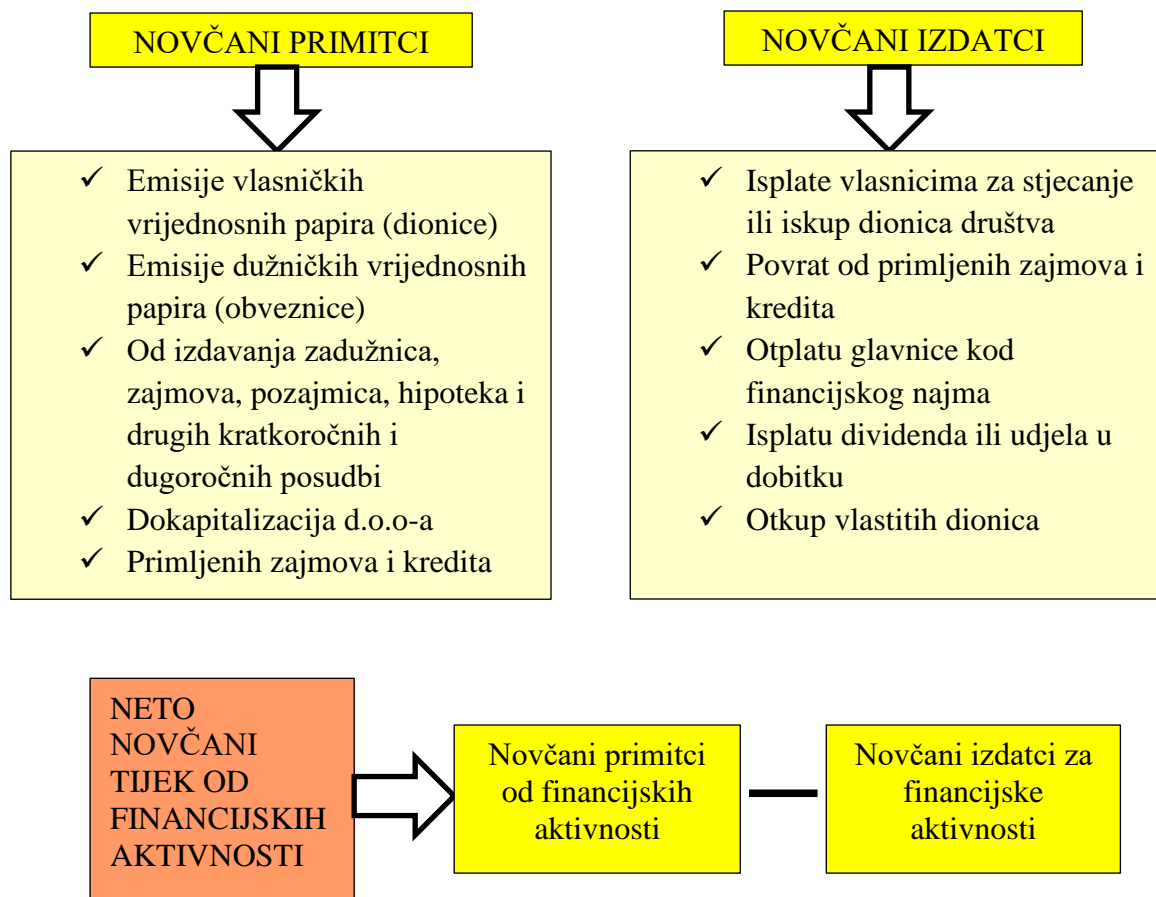 NOVČANI PRIMITCI
NOVČANI IZDATCI
✓ Emisije vlasničkih
vrijednosnih papira (dionice)
✓ Emisije dužničkih vrijednosnih
papira (obveznice)
✓ Od izdavanja zadužnica,
zajmova, pozajmica, hipoteka i
drugih kratkoročnih i
dugoročnih posudbi
✓ Dokapitalizacija d.o.o-a
✓ Primljenih zajmova i kredita
✓ Isplate vlasnicima za stjecanje
ili iskup dionica društva
✓ Povrat od primljenih zajmova i
kredita
✓ Otplatu glavnice kod
financijskog najma
✓ Isplatu dividenda ili udjela u
dobitku
✓ Otkup vlastitih dionica
NETO
NOVČANI
TIJEK OD
FINANCIJSKIH
AKTIVNOSTI
Novčani primitci
od financijskih
aktivnosti
Novčani izdatci za
financijske
aktivnosti